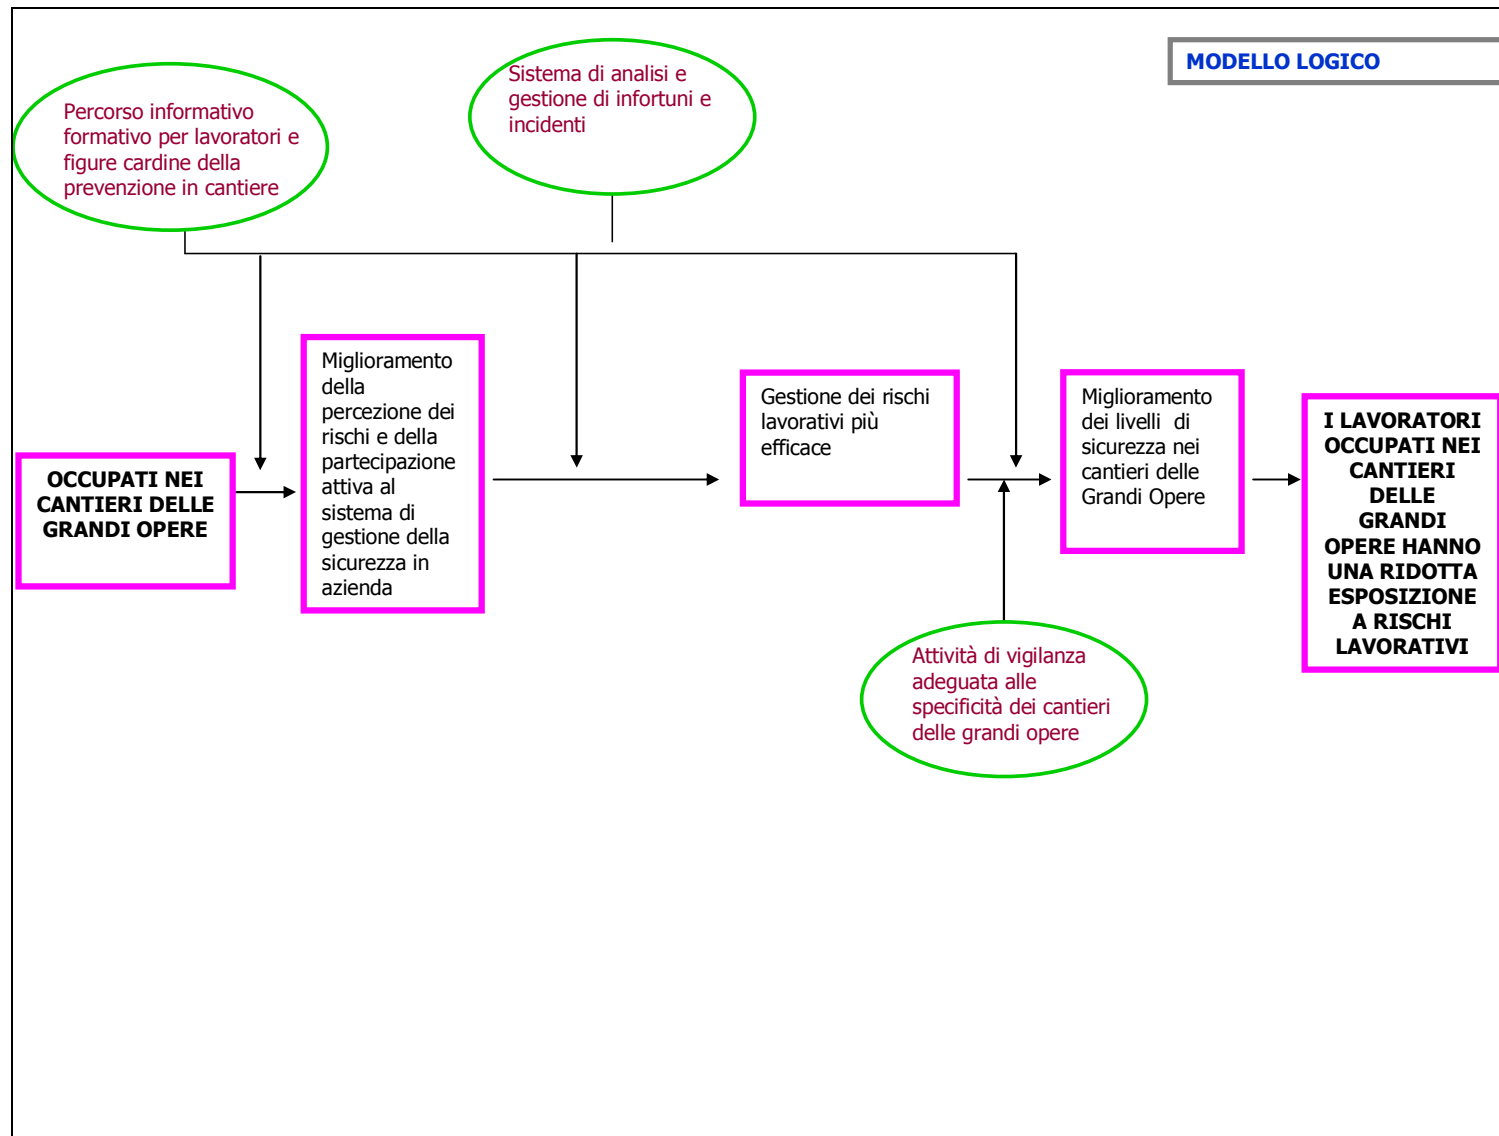 MODELLO LOGICO
Percorso informativo
formativo per lavoratori e
figure cardine della
prevenzione in cantiere
Sistema di analisi e
gestione di infortuni e
incidenti
OCCUPATI NEI
CANTIERI DELLE
GRANDI OPERE
Miglioramento
della
percezione dei
rischi e della
partecipazione
attiva al
sistema di
gestione della
sicurezza in
azienda
Gestione dei rischi
lavorativi più
efficace
Miglioramento
dei livelli di
sicurezza nei
cantieri delle
Grandi Opere
I LAVORATORI
OCCUPATI NEI
CANTIERI
DELLE
GRANDI
OPERE HANNO
UNA RIDOTTA
ESPOSIZIONE
A RISCHI
LAVORATIVI
Attività di vigilanza
adeguata alle
specificità dei cantieri
delle grandi opere